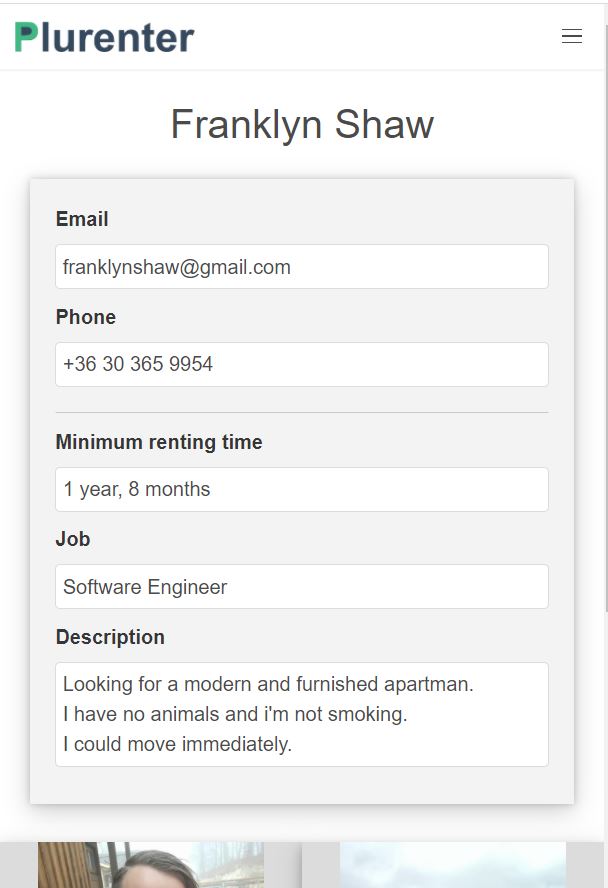 Plurenter
Franklyn Shaw
Email
franklynshaw@gmail.com
Phone
+36 30 365 9954
Minimum renting time
1 year, 8 months
Job
Software Engineer
Description
Looking for a modern and furnished apartman.
I have no animals and i'm not smoking.
I could move immediately.